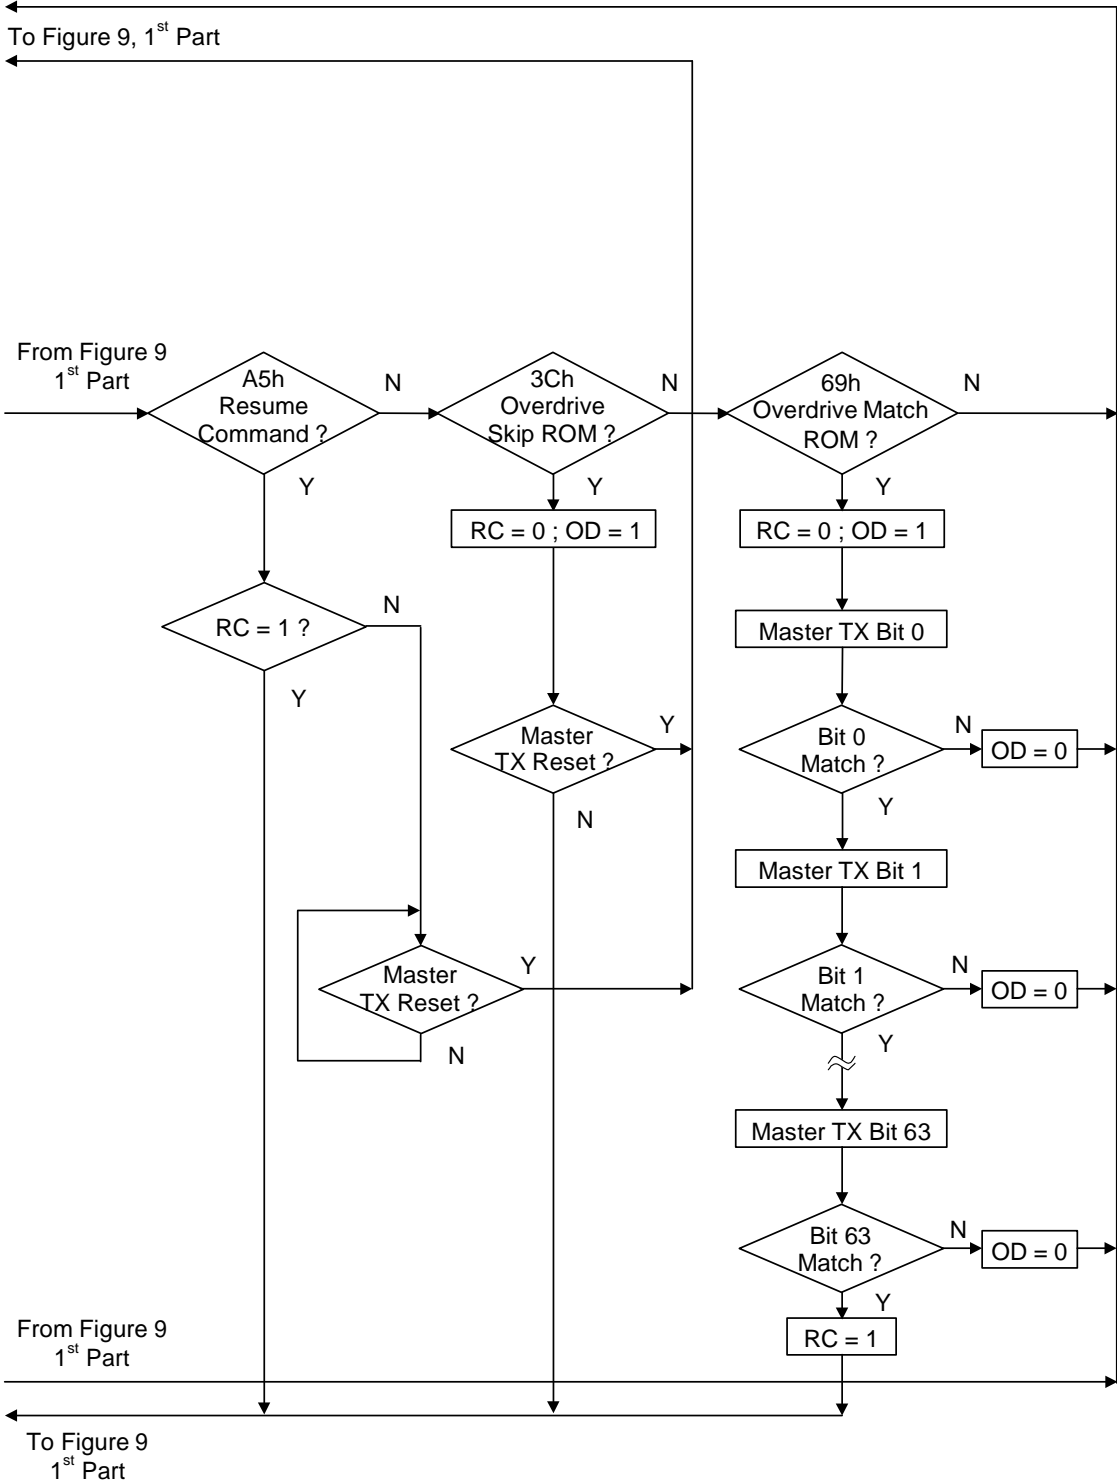 To Figure 9, 1st Part
From Figure 9
1st Part
A5h
Resume
Command ?
N
Y
3Ch
Overdrive
Skip ROM ?
N
Y
69h
Overdrive Match
ROM ?
N
Y
RC = 0 ; OD = 1
RC = 0 ; OD = 1
RC = 1 ?
N
Y
Master TX Bit 0
Master
TX Reset ?
Y
N
Bit 0
Match ?
N
OD = 0
Y
Master TX Bit 1
Master
TX Reset ?
Y
N
Bit 1
Match ?
N
OD = 0
Y
Master TX Bit 63
Bit 63
Match ?
N
OD = 0
Y
RC = 1
From Figure 9
1st Part
To Figure 9
1st Part